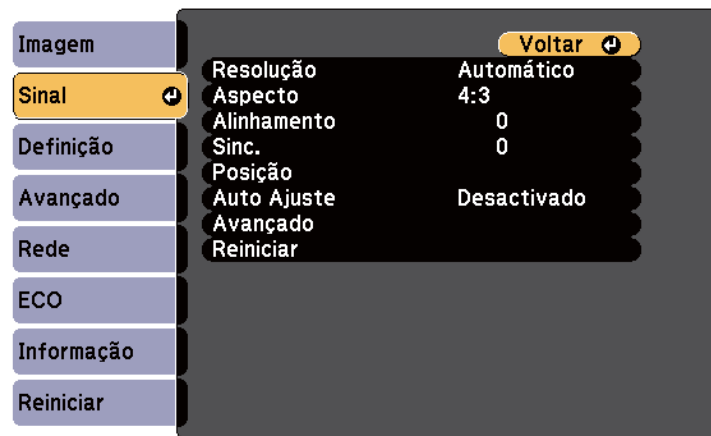 Imagem
Sinal
Definição
Avançado
Rede
ECO
Informação
Reiniciar
Voltar
Resolução Automático
Aspecto 4:3
Alinhamento 0
Sinc. 0
Posição
Auto Ajuste Desactivado
Avançado
Reiniciar